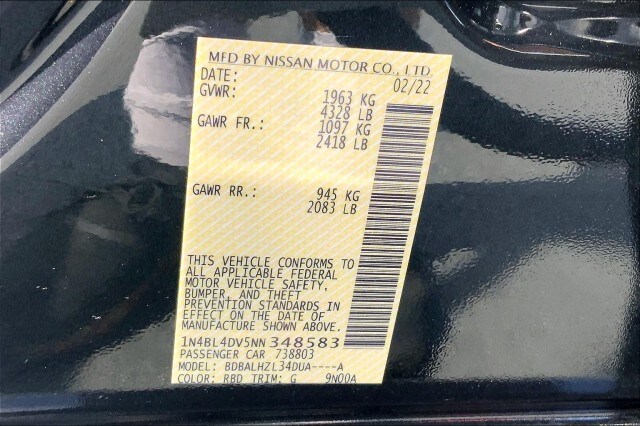 MFD BY NISSAN MOTOR CO., LTD.
DATE: 02/22
GVWR: 1963 KG
4328 LB
GAWR FR.: 1097 KG
2418 LB
GAWR RR.: 945 KG
2083 LB
THIS VEHICLE CONFORMS TO
ALL APPLICABLE FEDERAL
MOTOR VEHICLE SAFETY,
BUMPER, AND THEFT
PREVENTION STANDARDS IN
EFFECT ON THE DATE OF
MANUFACTURE SHOWN ABOVE.
1N4BL4DV5NN348583
PASSENGER CAR 738803
MODEL: BDBALHZL34DUA----A
COLOR: RBD TRIM: G 9N00A